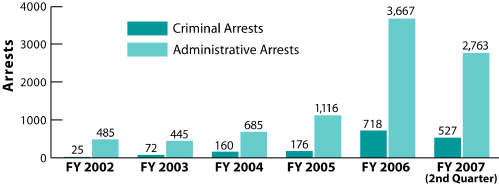 4000
3000
2000
1000
0
Arrests
Criminal Arrests
Administrative Arrests
25 485
72 445
160 685
176 1,116
718 3,667
527 2,763
FY 2002 FY 2003 FY 2004 FY 2005 FY 2006 FY 2007
(2nd Quarter)